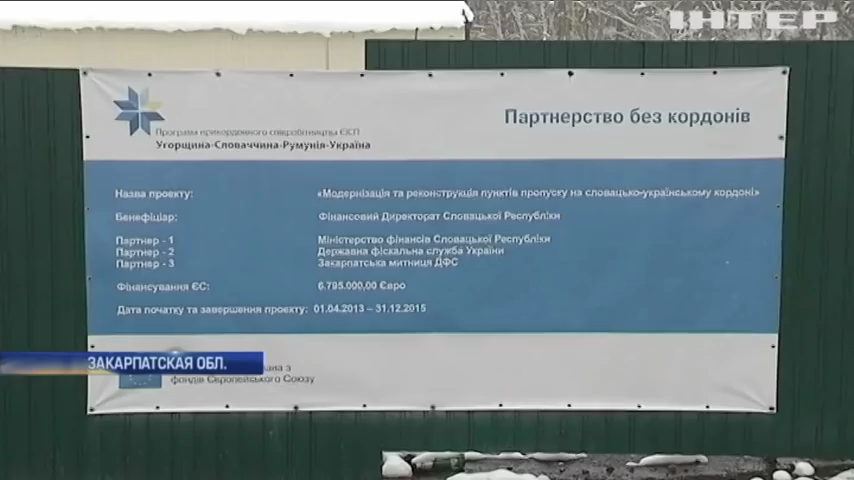 ІНТЕР
Партнерство без кордонів
Програма прикордонного співробітництва ЄІСП
Угорщина-Словаччина-Румунія-Україна
Назва проекту: «Модернізація та реконструкція пунктів пропуску на словацько-українському кордоні»
Бенефіціар: Фінансовий Директорат Словацької Республіки
Партнер - 1 Міністерство фінансів Словацької Республіки
Партнер - 2 Державна фіскальна служба України
Партнер - 3 Закарпатська митниця ДФС
Фінансування ЄС: 6.795.000,00 Євро
Дата початку та завершення проекту: 01.04.2013 – 31.12.2015
ЗАКАРПАТСКАЯ ОБЛ.
з
фондів Європейського Союзу